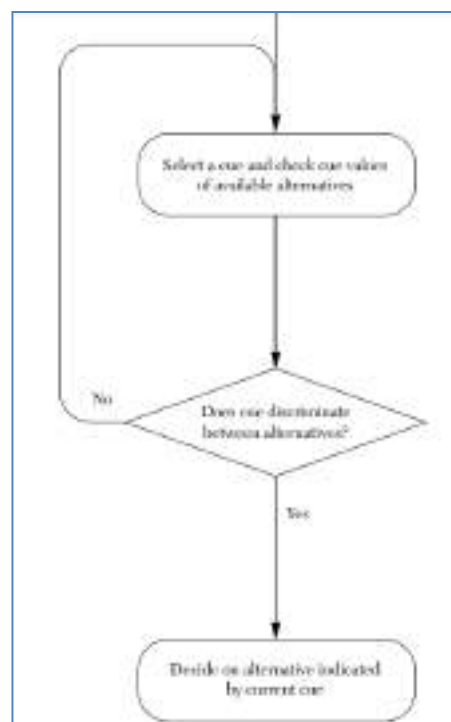 Select a cue and check cue values
of available alternatives
No
Does cue discriminate
between alternatives?
Yes
Decide on alternative indicated
by current cue